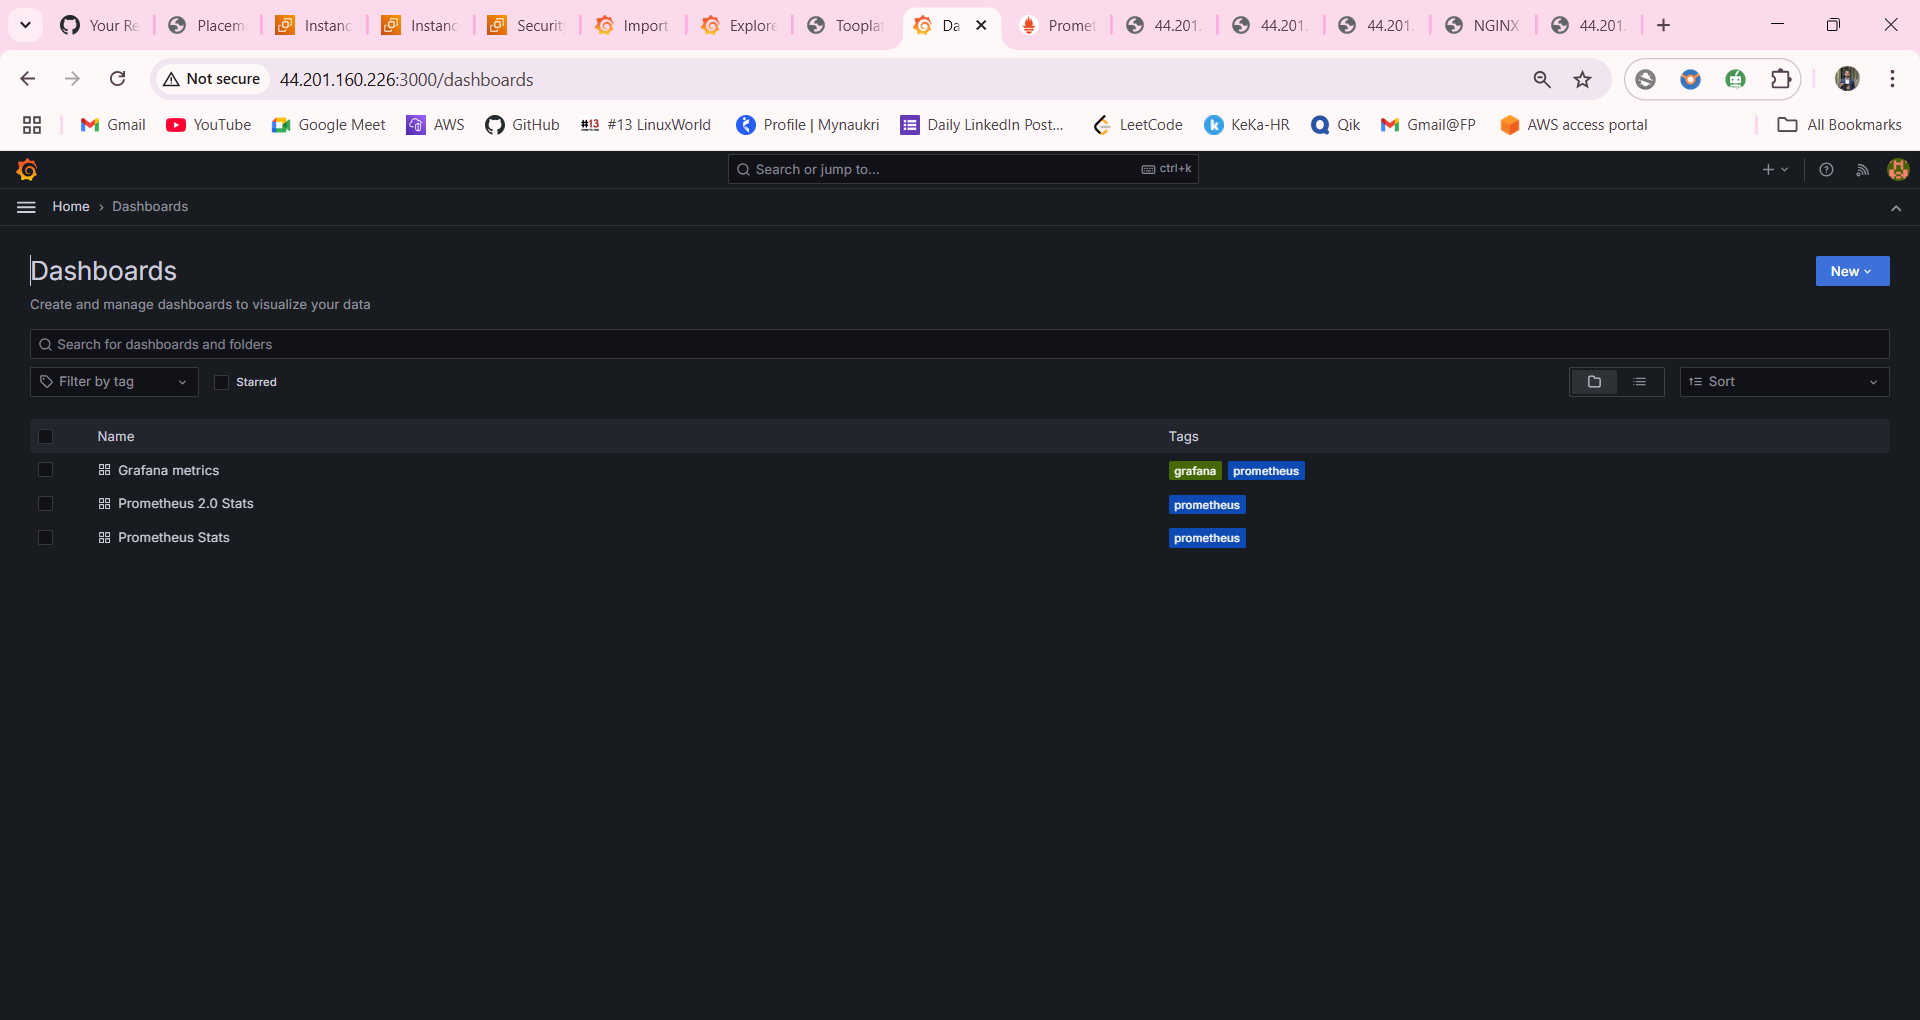 Your Re
Placem
Instanc
Instanc
Securit
Import
Explore
Tooplat
Da
Promet
44.201.
44.201.
44.201.
NGINX
44.201.
Not secure
44.201.160.226:3000/dashboards
Gmail
YouTube
Google Meet
AWS
GitHub
#13 #13 LinuxWorld
Profile | Mynaukri
Daily LinkedIn Post...
LeetCode
k KeKa-HR
Qik
Gmail@FP
AWS access portal
All Bookmarks
Search or jump to...
ctrl+k
Home › Dashboards
Dashboards
New
Create and manage dashboards to visualize your data
Search for dashboards and folders
Filter by tag
Starred
Sort
Name Tags
Grafana metrics grafana prometheus
Prometheus 2.0 Stats prometheus
Prometheus Stats prometheus